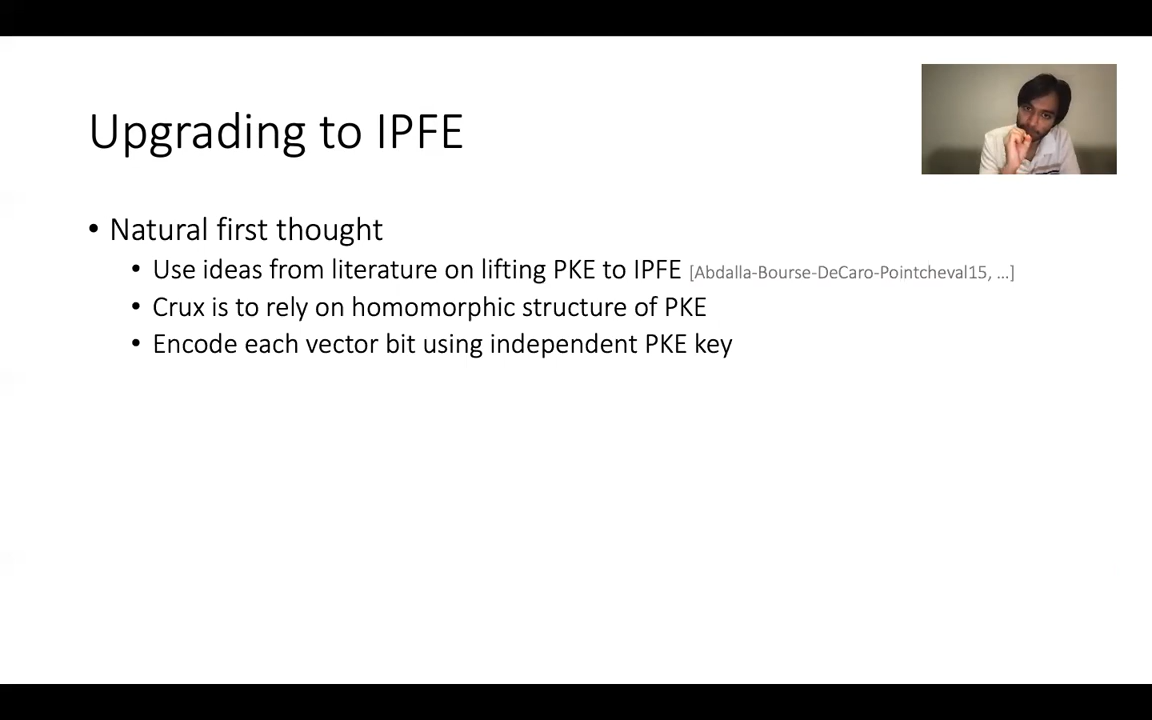 Upgrading to IPFE
• Natural first thought
• Use ideas from literature on lifting PKE to IPFE [Abdalla-Bourse-DeCaro-Pointcheval15, ...]
• Crux is to rely on homomorphic structure of PKE
• Encode each vector bit using independent PKE key